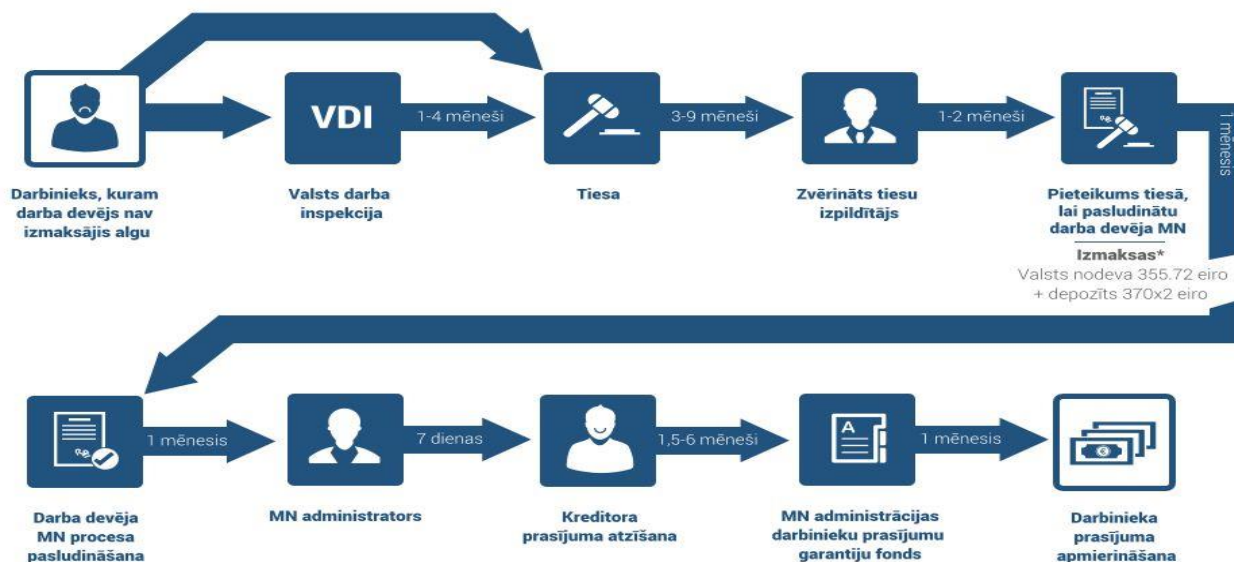 VDI
1-4 mēneši
3-9 mēneši
1-2 mēneši
1 mēnesis
Darbinieks, kuram
darba devējs nav
izmaksājis algu
Valsts darba
inspekcija
Tiesa
Zvērināts tiesu
izpildītājs
Pieteikums tiesā,
lai pasludinātu
darba devēja MN
Izmaksas*
Valsts nodeva 355.72 eiro
+ depozīts 370x2 eiro
1 mēnesis
7 dienas
1,5-6 mēneši
A
1 mēnesis
Darba devēja
MN procesa
pasludināšana
MN administrators
Kreditora
prasījuma atzīšana
MN administrācijas
darbinieku prasījumu
garantiju fonds
Darbinieka
prasījuma
apmierināšana